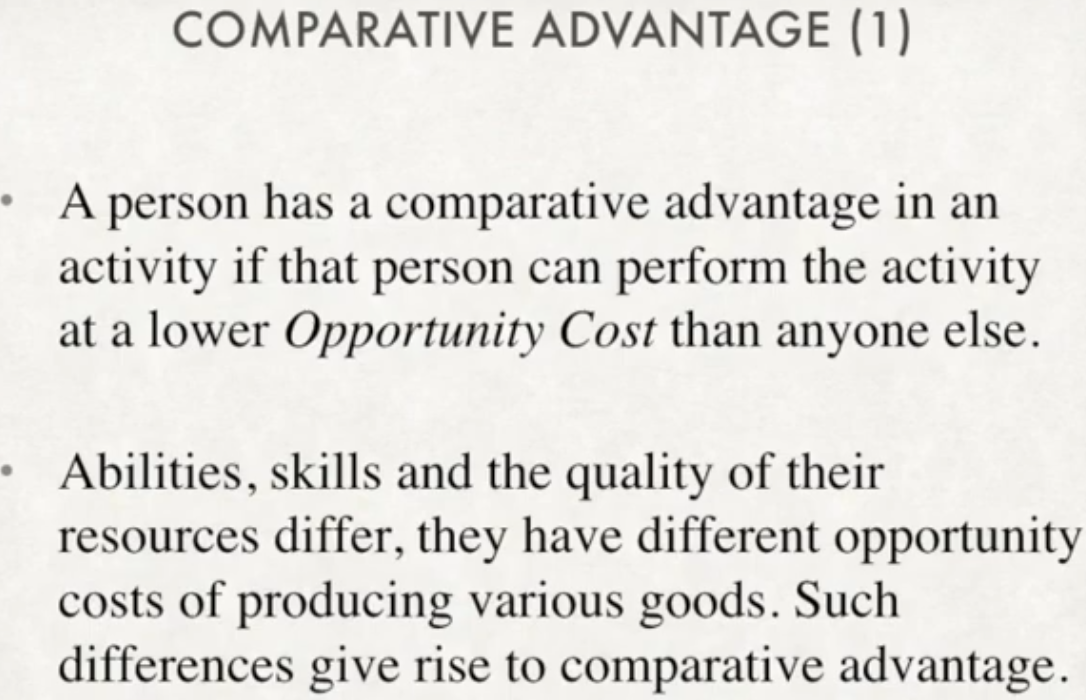 COMPARATIVE ADVANTAGE (1)
• A person has a comparative advantage in an
activity if that person can perform the activity
at a lower Opportunity Cost than anyone else.
• Abilities, skills and the quality of their
resources differ, they have different opportunity
costs of producing various goods. Such
differences give rise to comparative advantage.